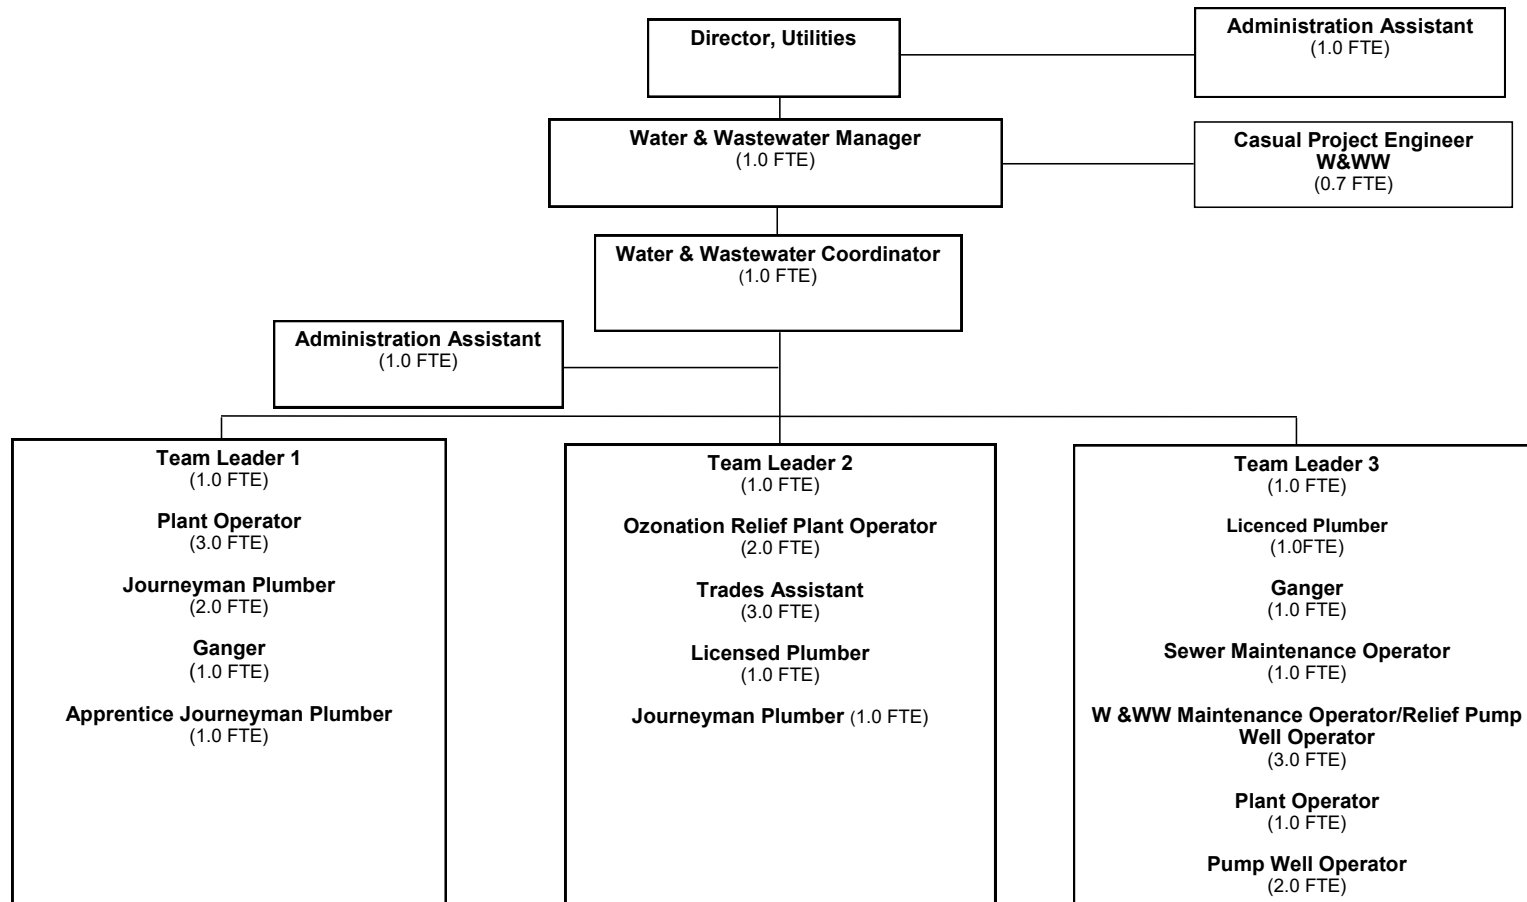 Director, Utilities
Administration Assistant
(1.0 FTE)
Water & Wastewater Manager
(1.0 FTE)
Casual Project Engineer
W&WW
(0.7 FTE)
Water & Wastewater Coordinator
(1.0 FTE)
Administration Assistant
(1.0 FTE)
Team Leader 1
(1.0 FTE)
Plant Operator
(3.0 FTE)
Journeyman Plumber
(2.0 FTE)
Ganger
(1.0 FTE)
Apprentice Journeyman Plumber
(1.0 FTE)
Team Leader 2
(1.0 FTE)
Ozonation Relief Plant Operator
(2.0 FTE)
Trades Assistant
(3.0 FTE)
Licensed Plumber
(1.0 FTE)
Journeyman Plumber (1.0 FTE)
Team Leader 3
(1.0 FTE)
Licenced Plumber
(1.0FTE)
Ganger
(1.0 FTE)
Sewer Maintenance Operator
(1.0 FTE)
W &WW Maintenance Operator/Relief Pump
Well Operator
(3.0 FTE)
Plant Operator
(1.0 FTE)
Pump Well Operator
(2.0 FTE)